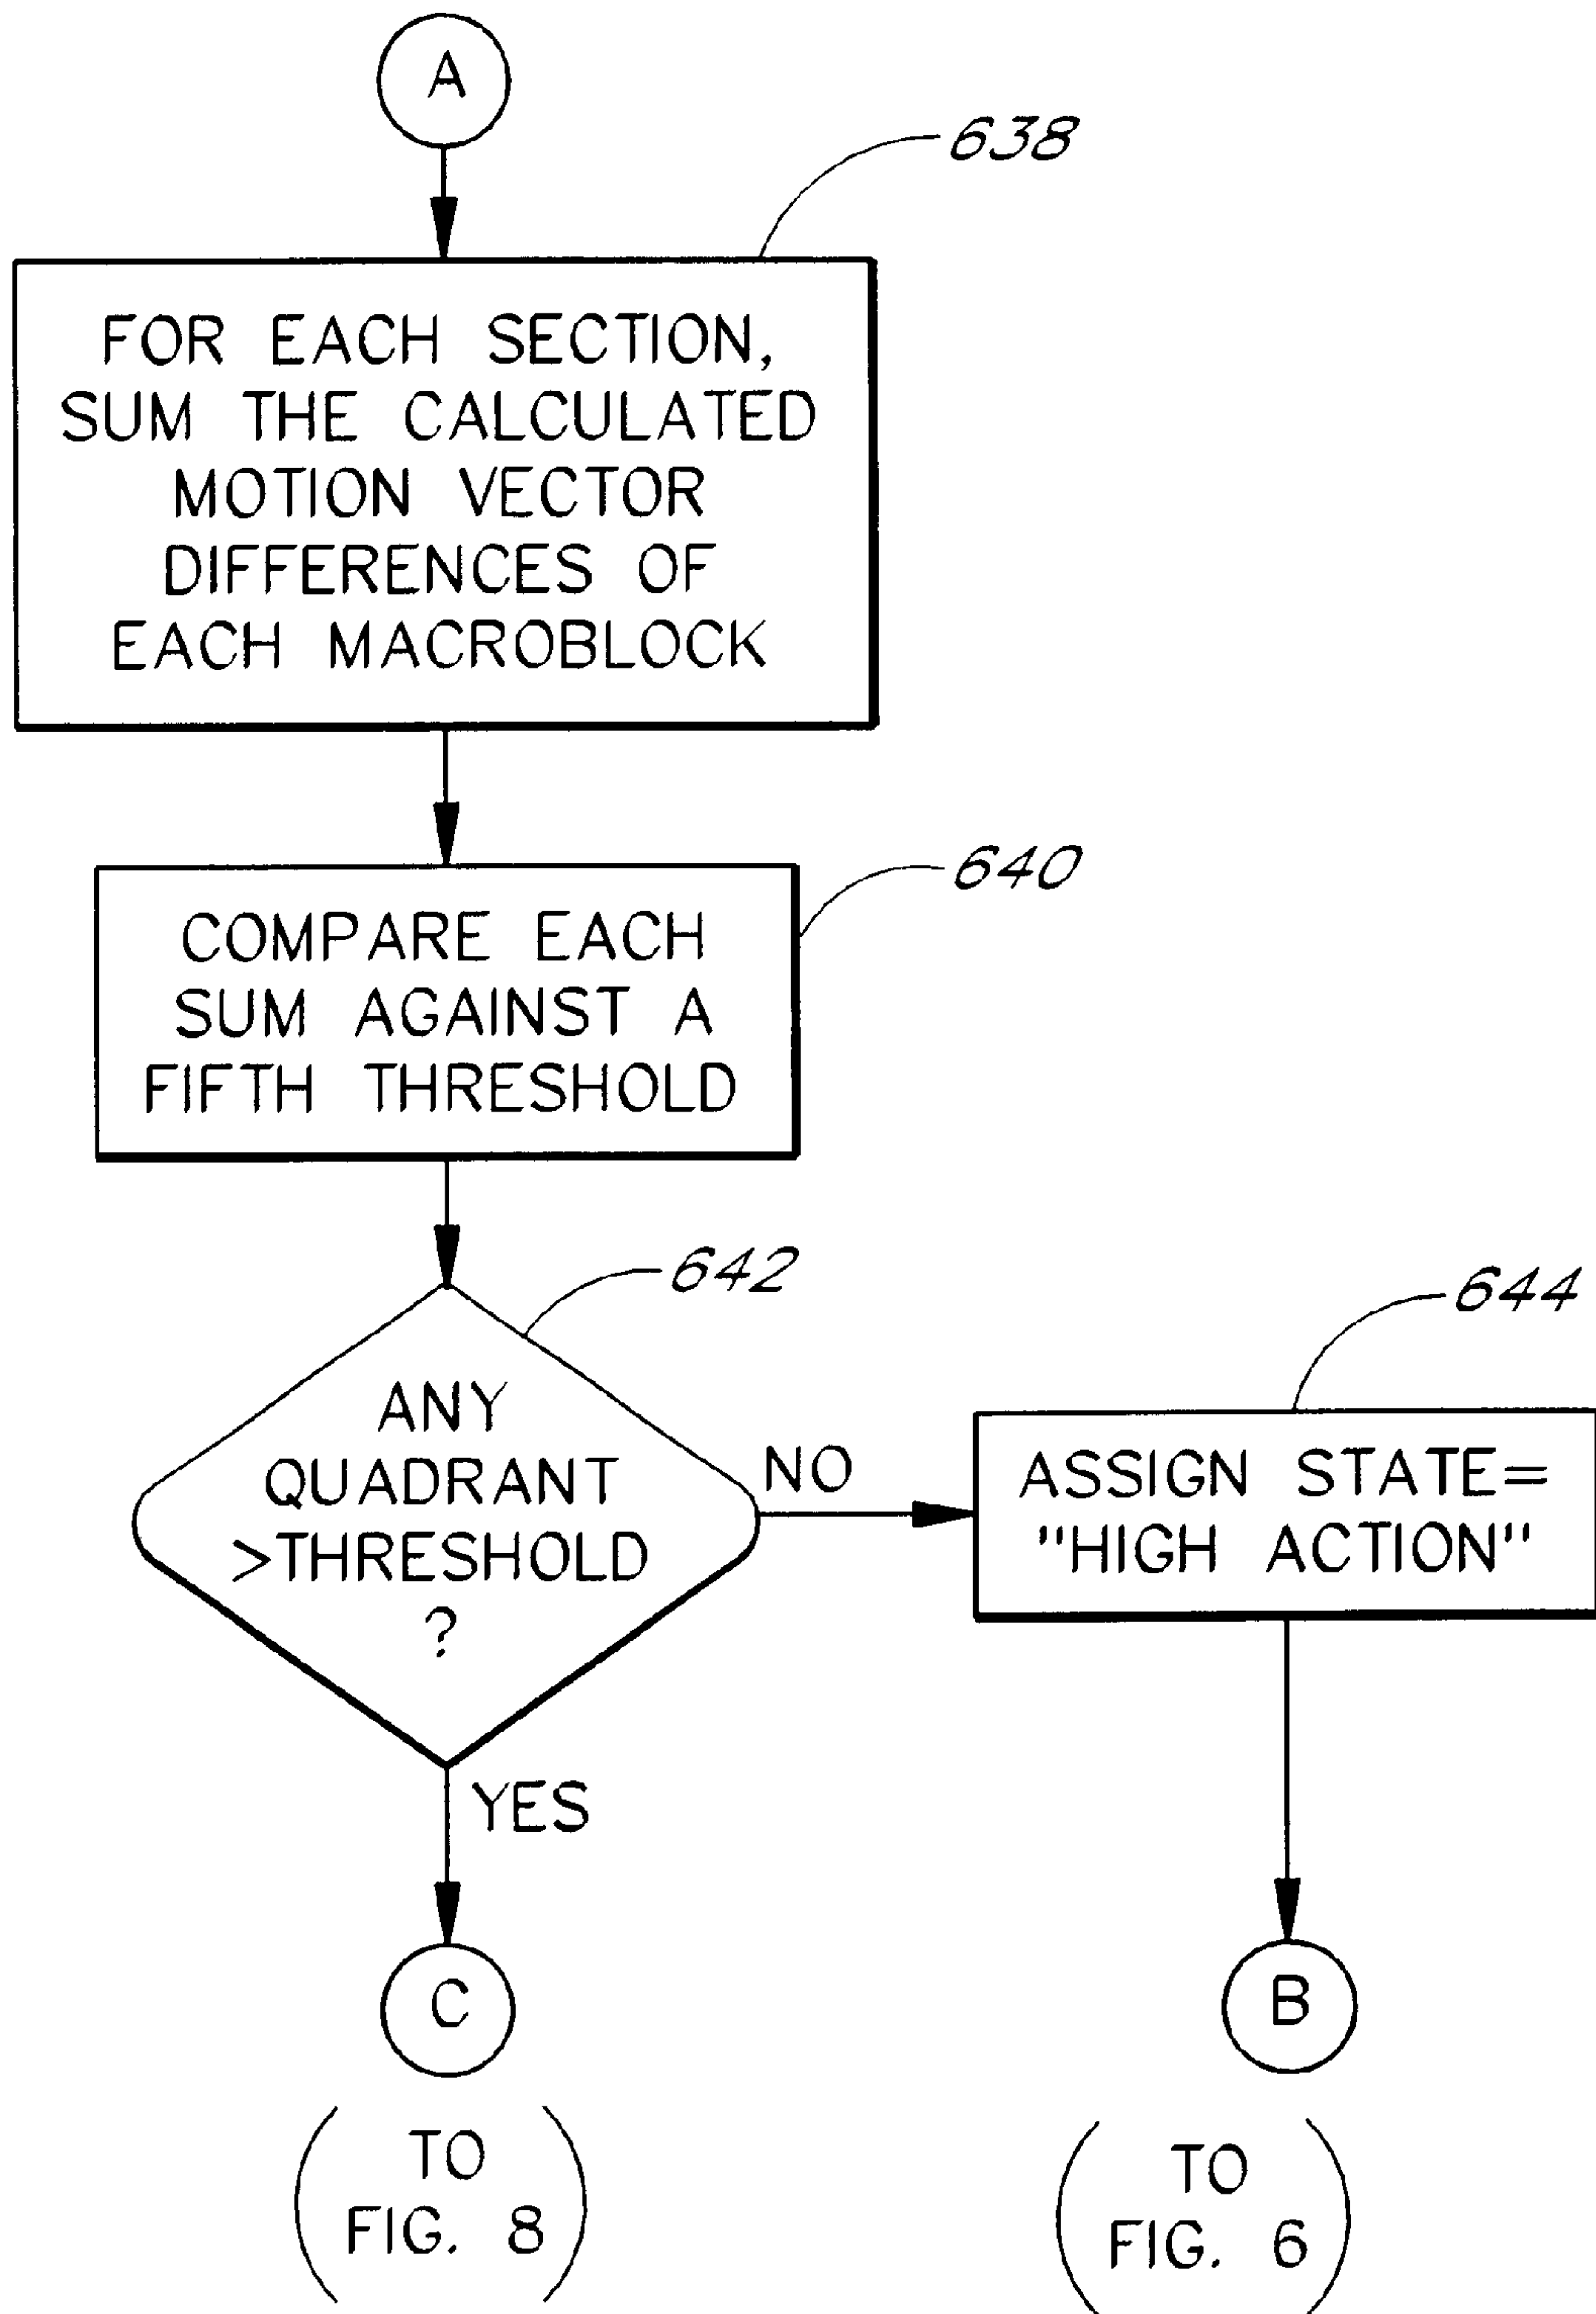 A
638
FOR EACH SECTION,
SUM THE CALCULATED
MOTION VECTOR
DIFFERENCES OF
EACH MACROBLOCK
640
COMPARE EACH
SUM AGAINST A
FIFTH THRESHOLD
642
ANY
QUADRANT
>THRESHOLD
?
NO
644
ASSIGN STATE=
"HIGH ACTION"
YES
C
(TO
FIG. 8)
B
(TO
FIG. 6)